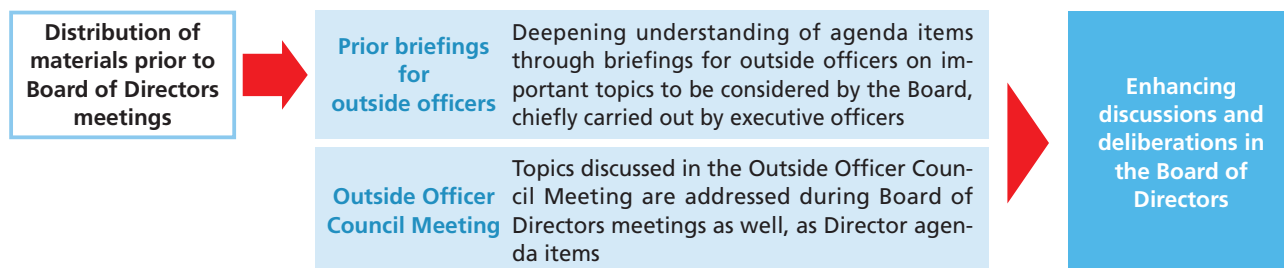 Distribution of
materials prior to
Board of Directors
meetings
Prior briefings
for
outside officers
Deepening understanding of agenda items
through briefings for outside officers on im-
portant topics to be considered by the Board,
chiefly carried out by executive officers
Outside Officer
Council Meeting
Topics discussed in the Outside Officer Coun-
cil Meeting are addressed during Board of
Directors meetings as well, as Director agen-
da items
Enhancing
discussions and
deliberations in
the Board of
Directors